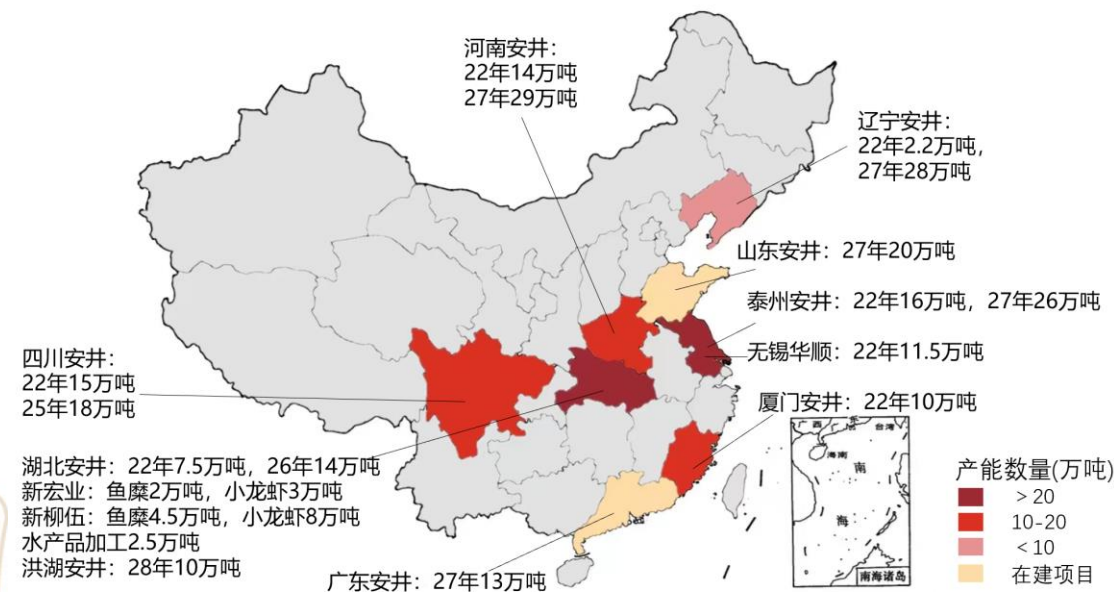 河南安井：
22年14万吨
27年29万吨
辽宁安井：
22年2.2万吨，
27年28万吨
山东安井：27年20万吨
泰州安井：22年16万吨，27年26万吨
无锡华顺：22年11.5万吨
四川安井：
22年15万吨
25年18万吨
厦门安井：22年10万吨
湖北安井：22年7.5万吨，26年14万吨
新宏业：鱼糜2万吨，小龙虾3万吨
新柳伍：鱼糜4.5万吨，小龙虾8万吨
水产品加工2.5万吨
洪湖安井：28年10万吨
广东安井：27年13万吨
广西
台湾
海南
南
海
南海诸岛
产能数量(万吨)
>20
10-20
<10
在建项目